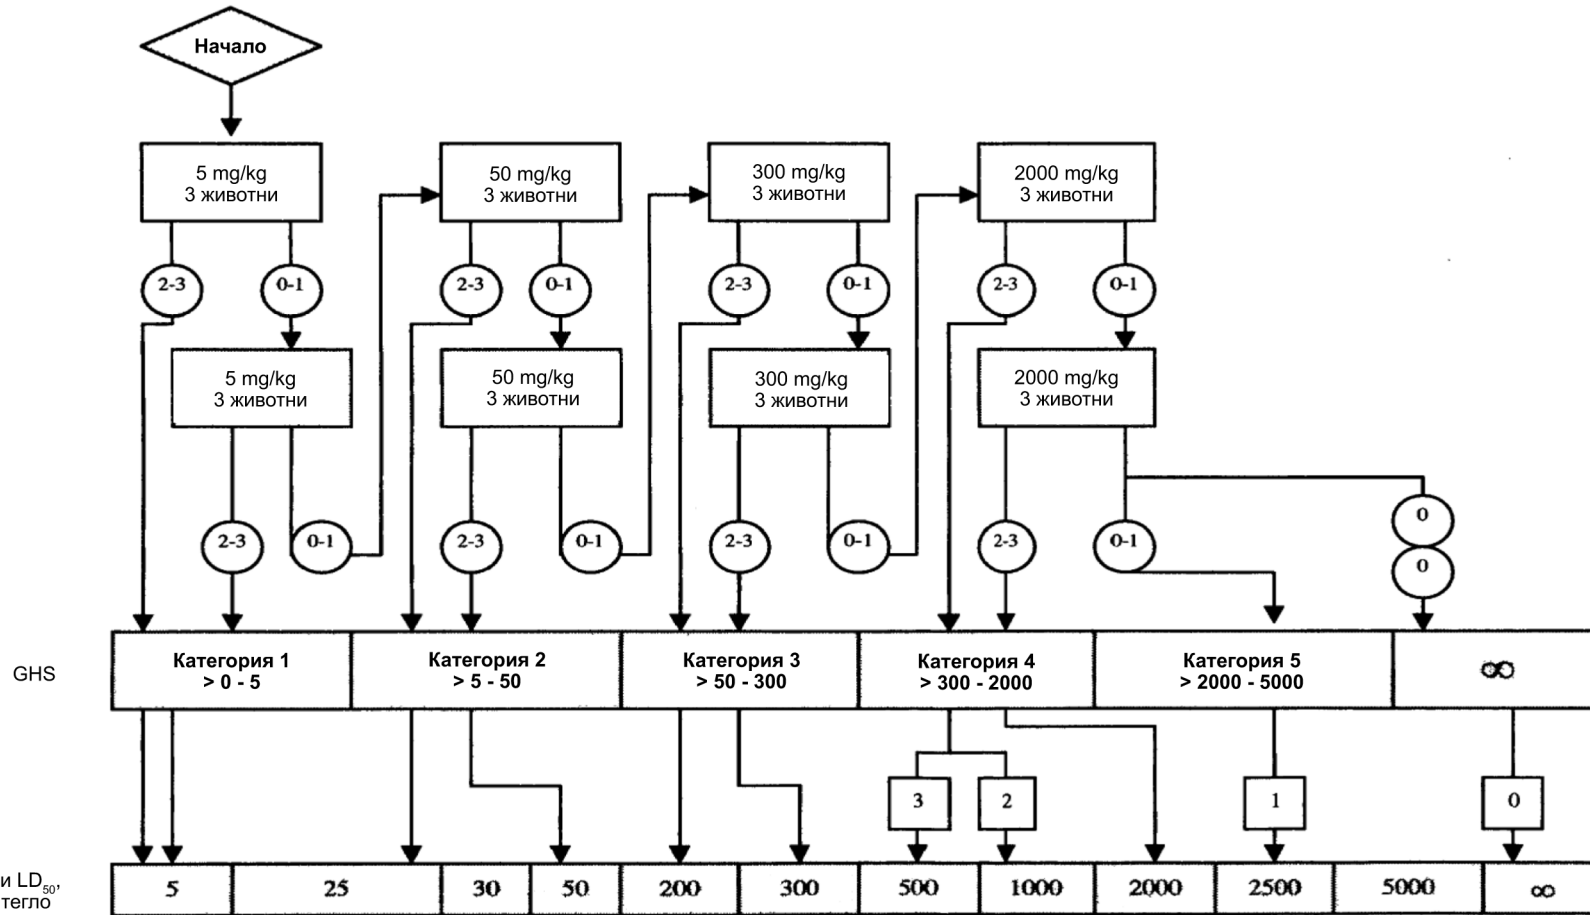 Начало
5 mg/kg
3 животни
50 mg/kg
3 животни
300 mg/kg
3 животни
2000 mg/kg
3 животни
2-3
0-1
2-3
0-1
2-3
0-1
2-3
0-1
5 mg/kg
3 животни
50 mg/kg
3 животни
300 mg/kg
3 животни
2000 mg/kg
3 животни
2-3
0-1
2-3
0-1
2-3
0-1
2-3
0-1
0
0
GHS
Категория 1
> 0 - 5
Категория 2
> 5 - 50
Категория 3
> 50 - 300
Категория 4
> 300 - 2000
Категория 5
> 2000 - 5000
∞
3
2
1
0
и LD₅₀,
тегло
5
25
30
50
200
300
500
1000
2000
2500
5000
∞